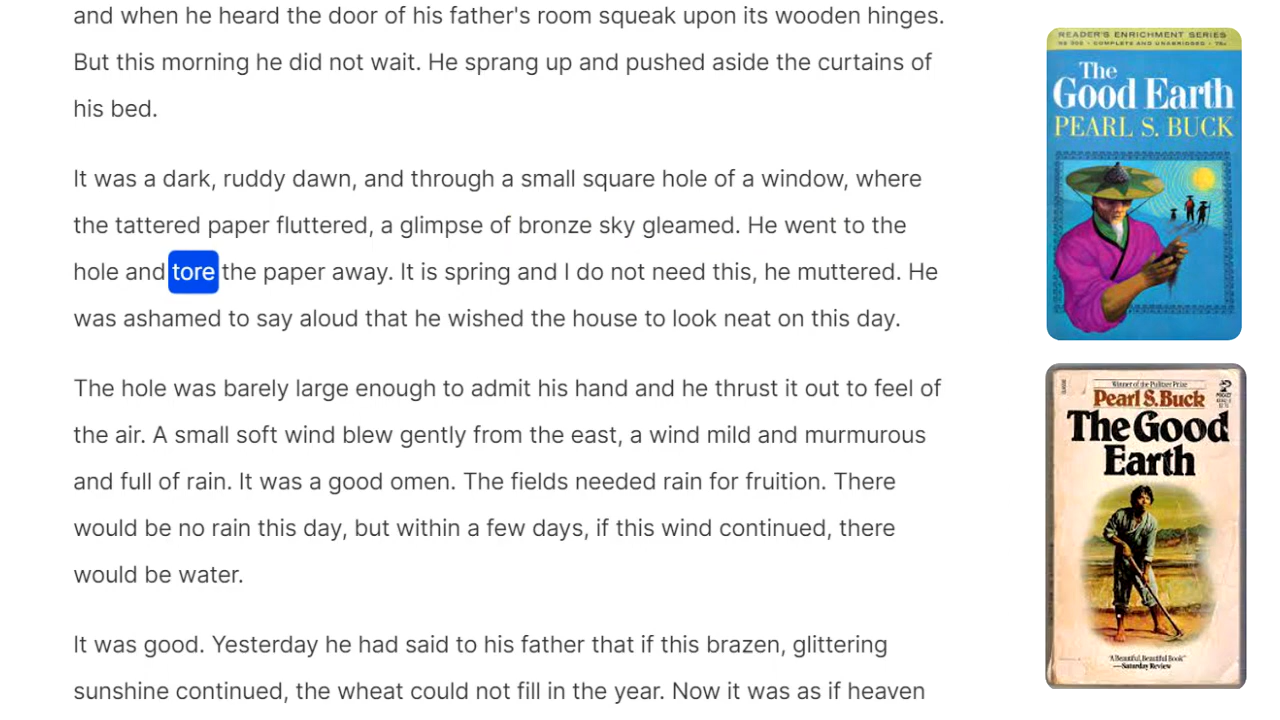 and when he heard the door of his father's room squeak upon its wooden hinges.
But this morning he did not wait. He sprang up and pushed aside the curtains of
his bed.
It was a dark, ruddy dawn, and through a small square hole of a window, where
the tattered paper fluttered, a glimpse of bronze sky gleamed. He went to the
hole and tore the paper away. It is spring and I do not need this, he muttered. He
was ashamed to say aloud that he wished the house to look neat on this day.
The hole was barely large enough to admit his hand and he thrust it out to feel of
the air. A small soft wind blew gently from the east, a wind mild and murmurous
and full of rain. It was a good omen. The fields needed rain for fruition. There
would be no rain this day, but within a few days, if this wind continued, there
would be water.
It was good. Yesterday he had said to his father that if this brazen, glittering
sunshine continued, the wheat could not fill in the year. Now it was as if heaven
READER'S ENRICHMENT SERIES
COMPLETE AND UNABRIDGED • 75c
The
Good Earth
PEARL S. BUCK
Winner of the Pulitzer Prize
Pearl S. Buck
The Good
Earth
"A Beautiful, Beautiful Book"
—Saturday Review